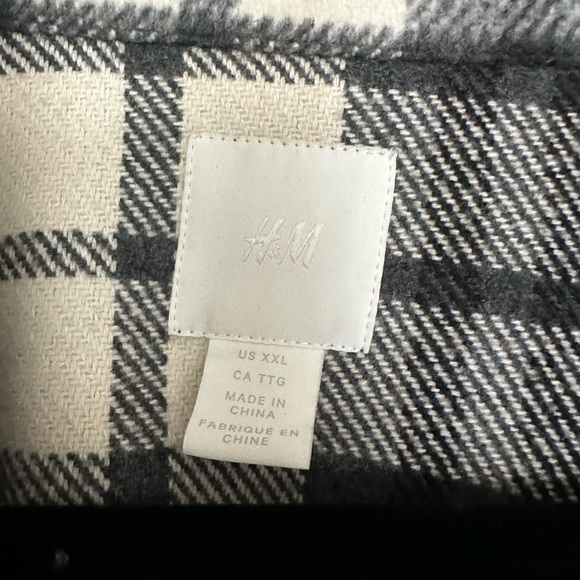 H&M
US XXL
CA TTG
MADE IN
CHINA
FABRIQUÉ EN
CHINE